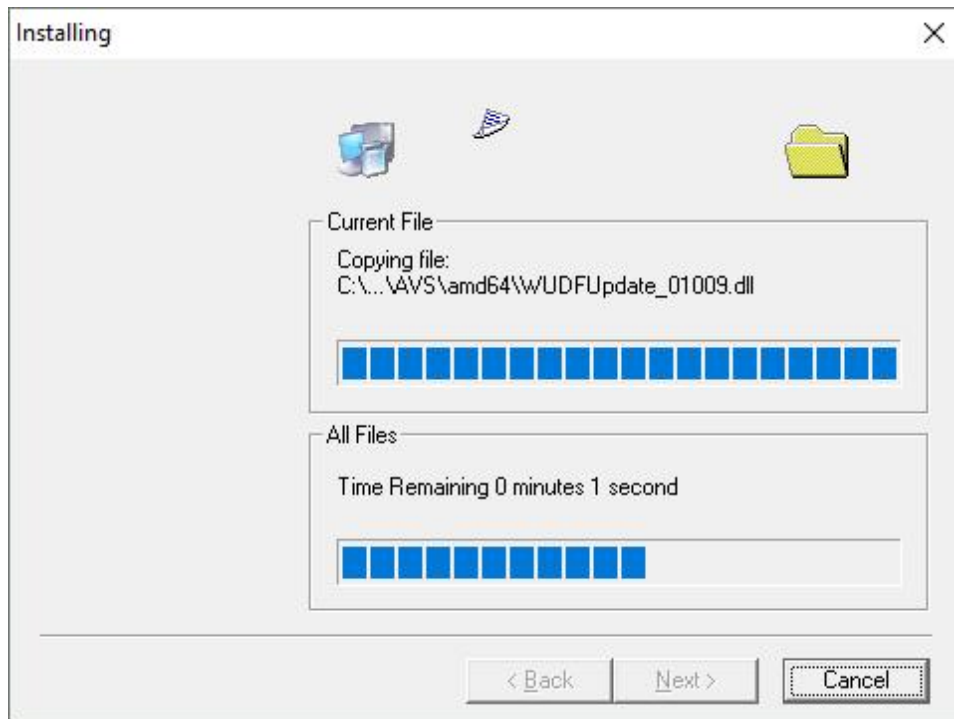 Installing
Current File
Copying file:
C:\...\AVS\amd64\WUDFUpdate_01009.dll
All Files
Time Remaining 0 minutes 1 second
< Back
Next >
Cancel